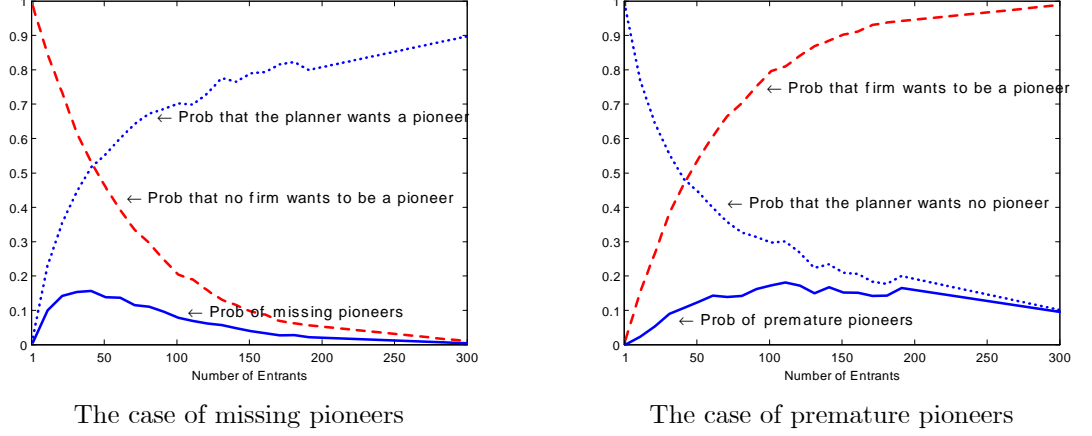 1
0.9
0.8
0.7
0.6
0.5
0.4
0.3
0.2
0.1
0
← Prob that the planner wants a pioneer
← Prob that no firm wants to be a pioneer
← Prob of missing pioneers
1 50 100 150 200 250 300
Number of Entrants
The case of missing pioneers
1
0.9
0.8
0.7
0.6
0.5
0.4
0.3
0.2
0.1
0
← Prob that firm wants to be a pioneer
← Prob that the planner wants no pioneer
← Prob of premature pioneers
1 50 100 150 200 250 300
Number of Entrants
The case of premature pioneers